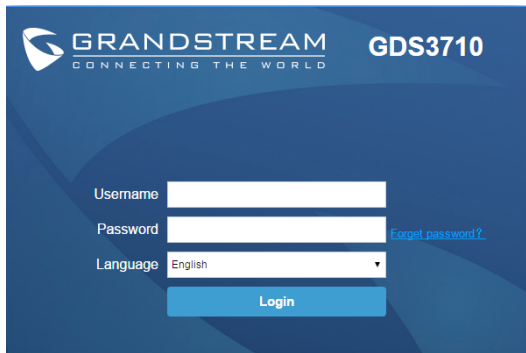 GRANDSTREAM GDS3710
CONNECTING THE WORLD
Username
Password
Forget password?
Language English
Login